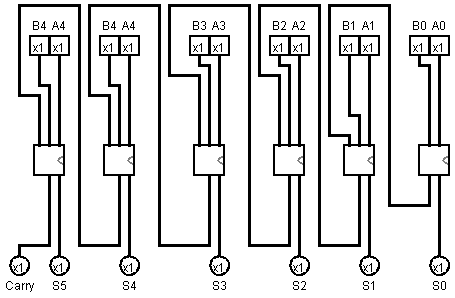 B4 A4 B4 A4 B3 A3 B2 A2 B1 A1 B0 A0
x1 x1 x1 x1 x1 x1 x1 x1 x1 x1 x1 x1
x1 x1 x1 x1 x1 x1 x1
Carry S5 S4 S3 S2 S1 S0